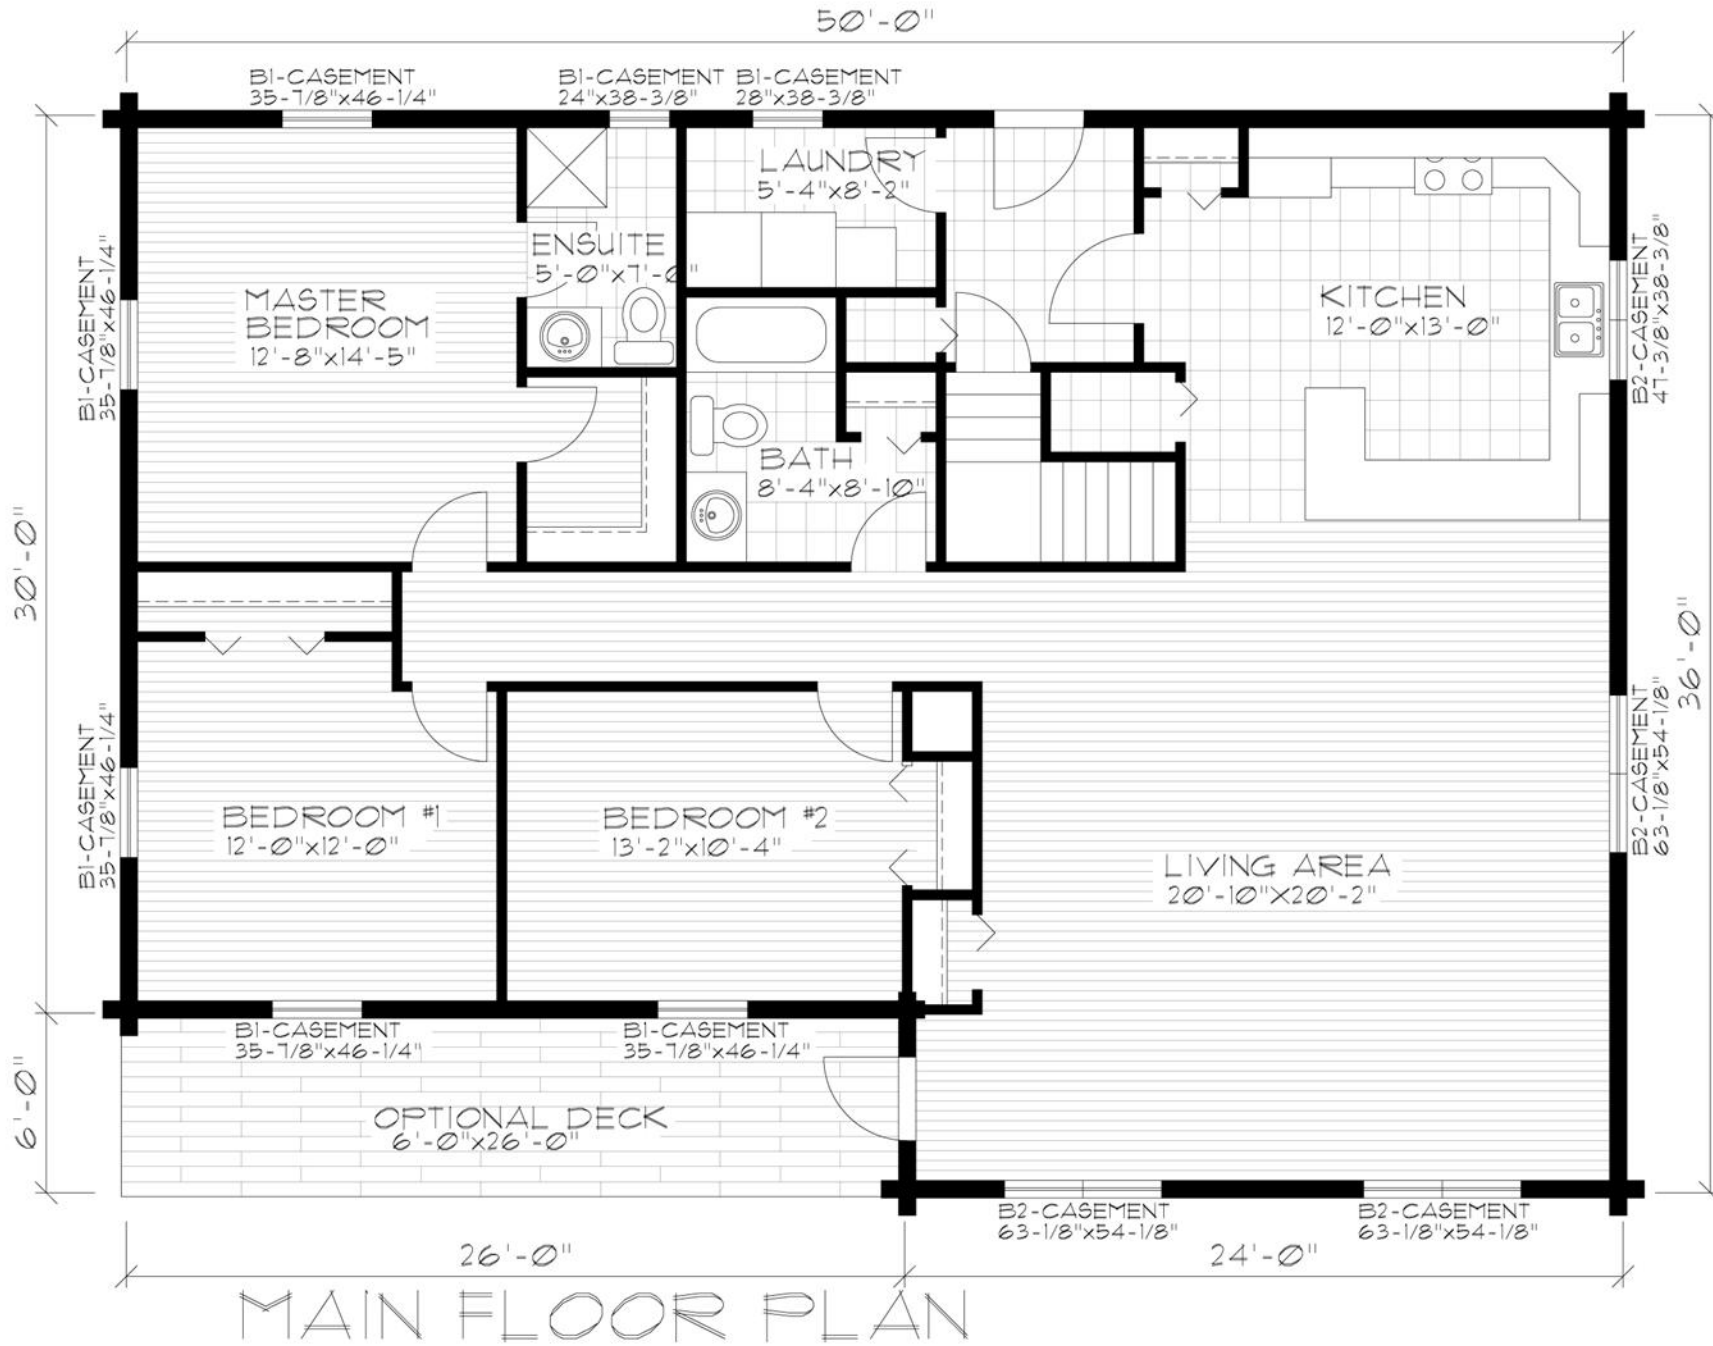 50'-0"
B1-CASEMENT
35-7/8"x46-1/4"
B1-CASEMENT
24"x38-3/8"
B1-CASEMENT
28"x38-3/8"
LAUNDRY
5'-4"x8'-2"
ENSUITE
5'-0"x7'-0"
MASTER
BEDROOM
12'-8"x14'-5"
B1-CASEMENT
35-7/8"x46-1/4"
KITCHEN
12'-0"x13'-0"
B2-CASEMENT
47-3/8"x38-3/8"
BATH
8'-4"x8'-10"
30'-0"
36'-0"
B1-CASEMENT
35-7/8"x46-1/4"
BEDROOM #1
12'-0"x12'-0"
BEDROOM #2
13'-2"x10'-4"
LIVING AREA
20'-10"X20'-2"
B2-CASEMENT
63-1/8"x54-1/8"
B1-CASEMENT
35-7/8"x46-1/4"
B1-CASEMENT
35-7/8"x46-1/4"
6'-0"
OPTIONAL DECK
6'-0"x26'-0"
B2-CASEMENT
63-1/8"x54-1/8"
B2-CASEMENT
63-1/8"x54-1/8"
26'-0"
24'-0"
MAIN FLOOR PLAN